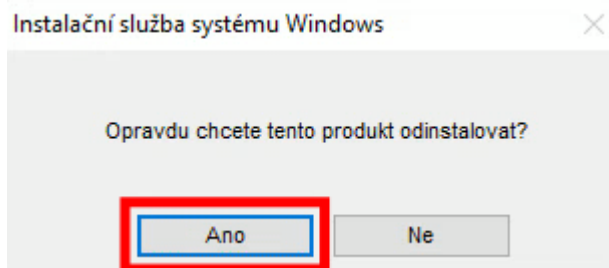 Instalační služba systému Windows
Opravdu chcete tento produkt odinstalovat?
Ano Ne